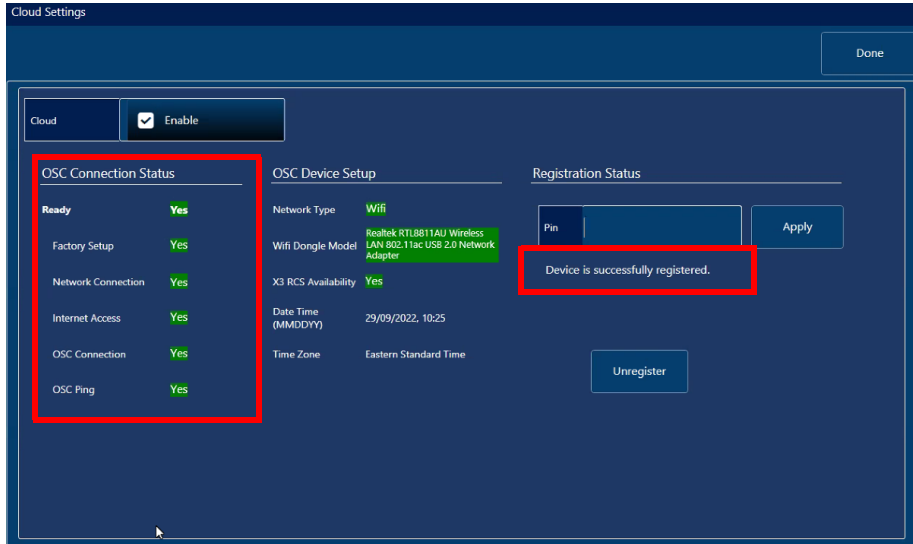 Cloud Settings
Done
Cloud
Enable
OSC Connection Status
Ready Yes
Factory Setup Yes
Network Connection Yes
Internet Access Yes
OSC Connection Yes
OSC Ping Yes
OSC Device Setup
Network Type Wifi
Wifi Dongle Model Realtek RTL8811AU Wireless
LAN 802.11ac USB 2.0 Network
Adapter
X3 RCS Availability Yes
Date Time
(MMDDYY) 29/09/2022, 10:25
Time Zone Eastern Standard Time
Registration Status
Pin
Apply
Device is successfully registered.
Unregister